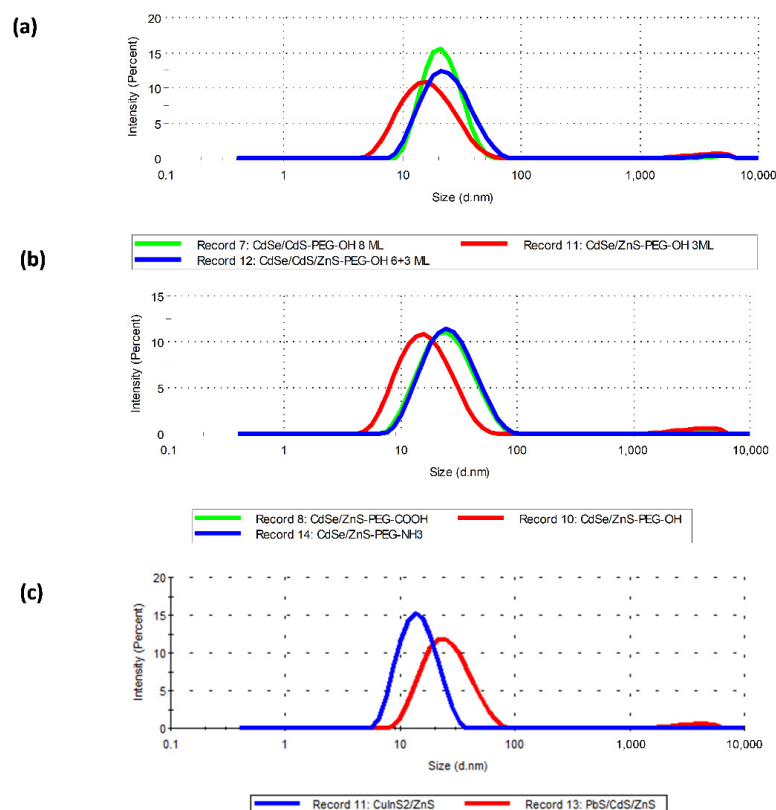 (a)
Intensity (Percent)
20
15
10
5
0
0.1 1 10 100 1,000 10,000
Size (d.nm)
Record 7: CdSe/CdS-PEG-OH 8 ML Record 11: CdSe/ZnS-PEG-OH 3ML
Record 12: CdSe/CdS/ZnS-PEG-OH 6+3 ML
(b)
Intensity (Percent)
15
10
5
0
0.1 1 10 100 1,000 10,000
Size (d.nm)
Record 8: CdSe/ZnS-PEG-COOH Record 10: CdSe/ZnS-PEG-OH
Record 14: CdSe/ZnS-PEG-NH3
(c)
Intensity (Percent)
20
15
10
5
0
0.1 1 10 100 1,000 10,000
Size (d.nm)
Record 11: CuInS2/ZnS Record 13: PbS/CdS/ZnS